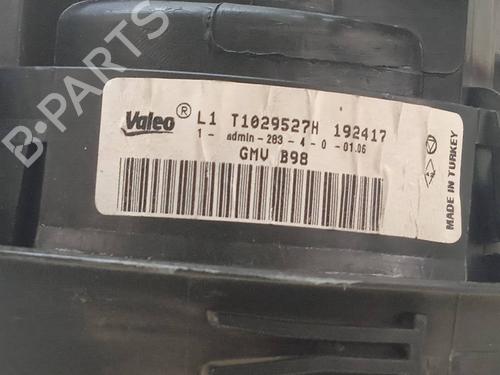 B-PARTS
Valeo ® L1 T1029527H 192417
1- admin-283-4-0-01.06
GMV B98
MADE IN TURKEY